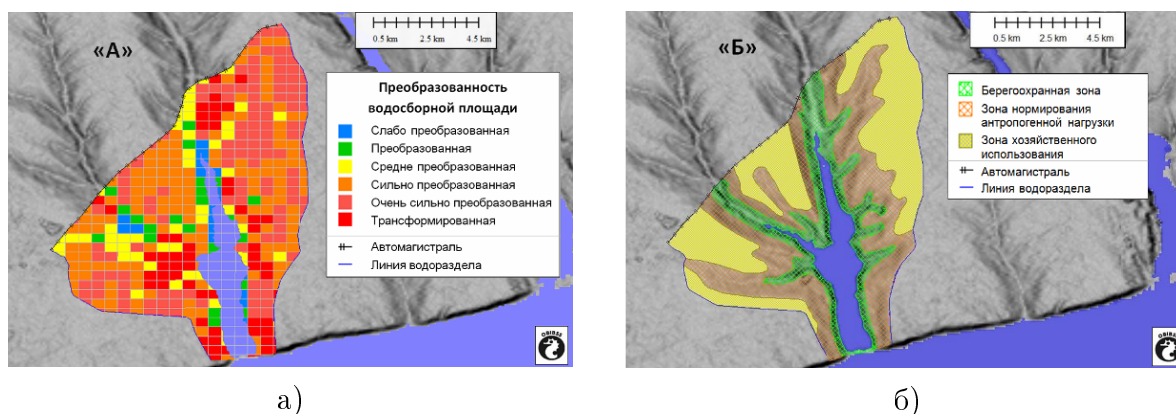 «А»
0.5 km 2.5 km 4.5 km
Преобразованность
водосборной площади
Слабо преобразованная
Преобразованная
Средне преобразованная
Сильно преобразованная
Очень сильно преобразованная
Трансформированная
Автомагистраль
Линия водораздела
«Б»
0.5 km 2.5 km 4.5 km
Берегоохранная зона
Зона нормирования
антропогенной нагрузки
Зона хозяйственного
использования
Автомагистраль
Линия водораздела
а)
б)